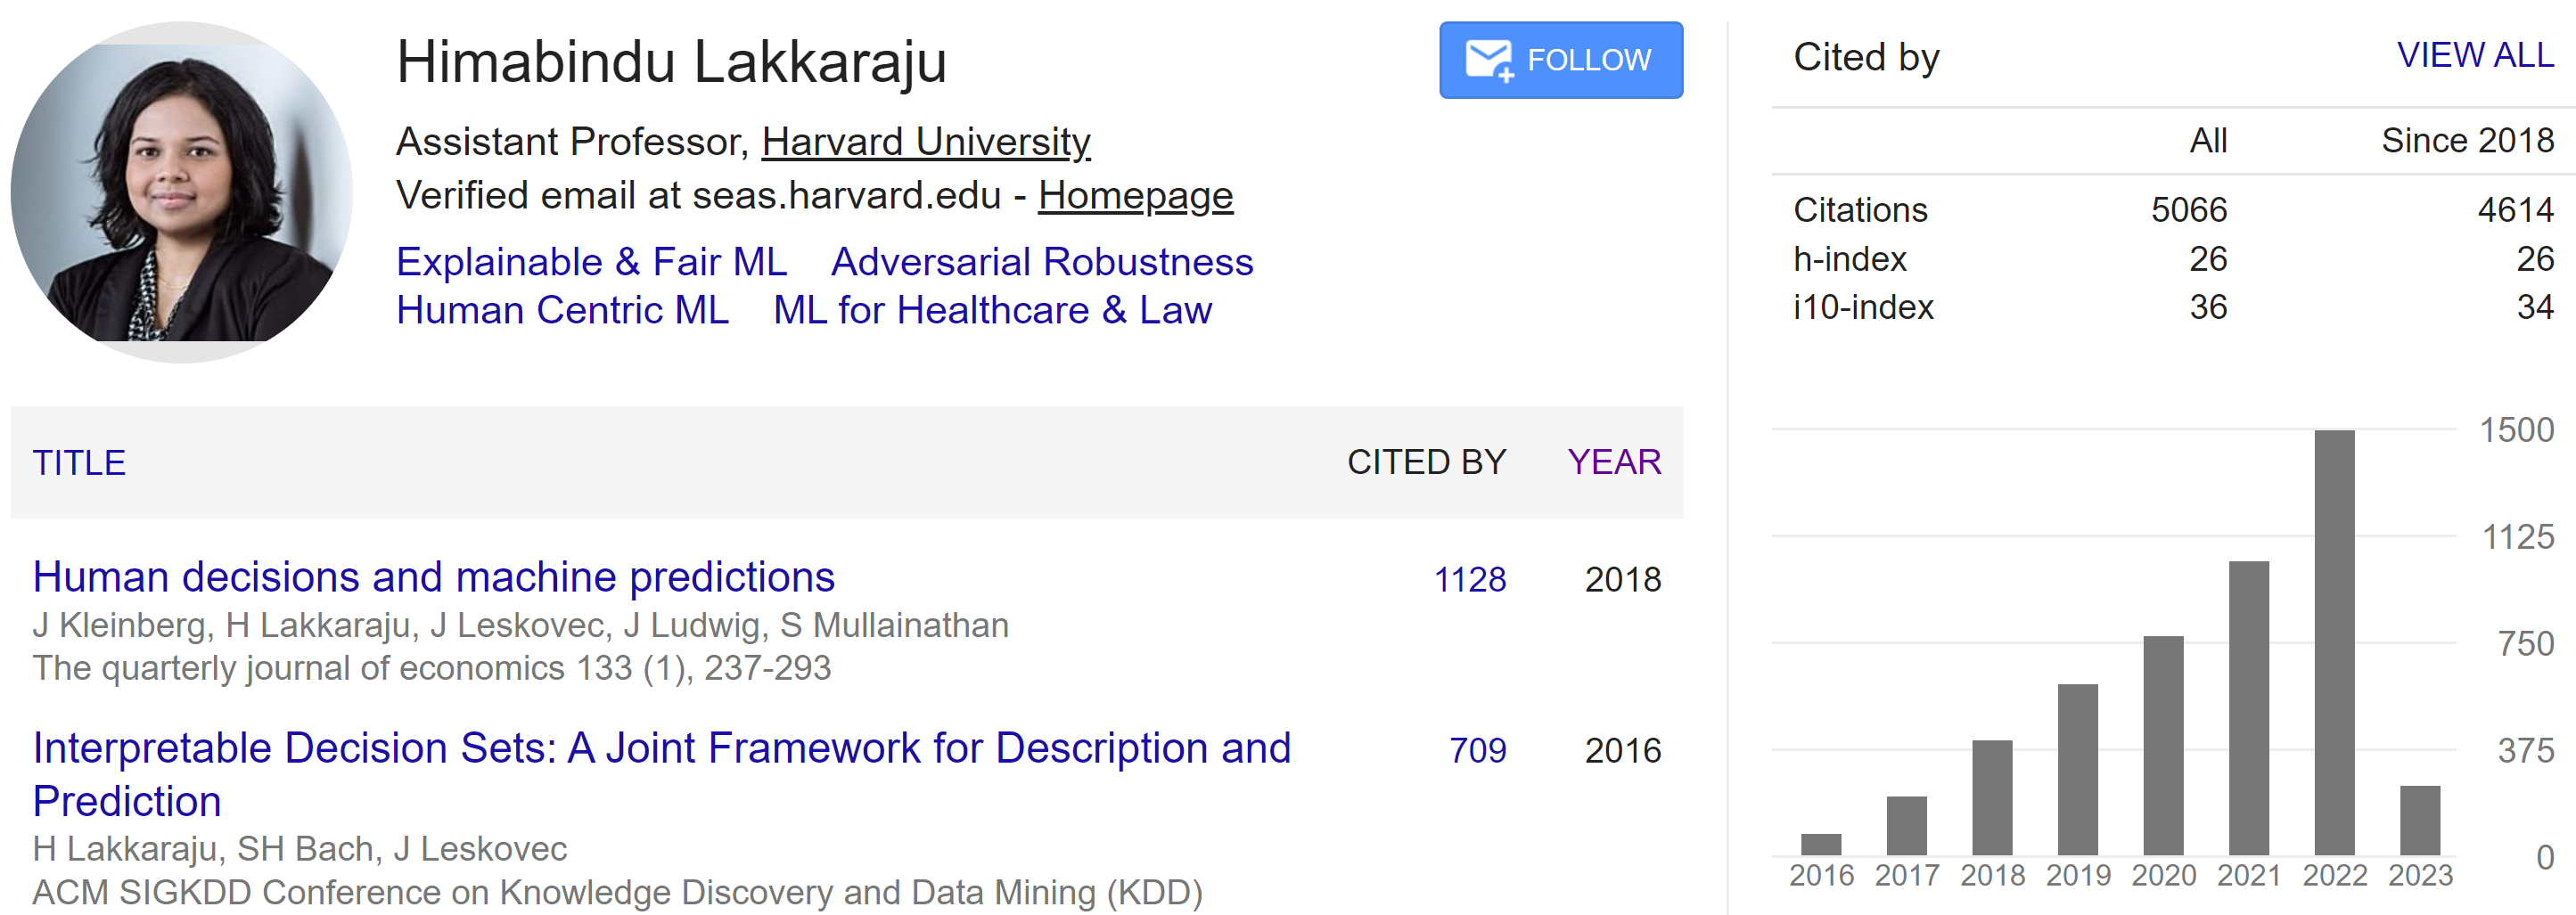 Himabindu Lakkaraju
FOLLOW
Assistant Professor, Harvard University
Verified email at seas.harvard.edu - Homepage
Explainable & Fair ML Adversarial Robustness
Human Centric ML ML for Healthcare & Law
TITLE CITED BY YEAR
Human decisions and machine predictions 1128 2018
J Kleinberg, H Lakkaraju, J Leskovec, J Ludwig, S Mullainathan
The quarterly journal of economics 133 (1), 237-293
Interpretable Decision Sets: A Joint Framework for Description and 709 2016
Prediction
H Lakkaraju, SH Bach, J Leskovec
ACM SIGKDD Conference on Knowledge Discovery and Data Mining (KDD)
Cited by VIEW ALL
All Since 2018
Citations 5066 4614
h-index 26 26
i10-index 36 34
1500
1125
750
375
0
2016 2017 2018 2019 2020 2021 2022 2023